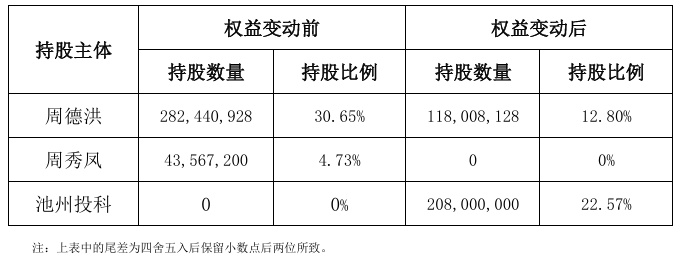 持股主体 权益变动前 权益变动后
持股数量 持股比例 持股数量 持股比例
周德洪 282,440,928 30.65% 118,008,128 12.80%
周秀凤 43,567,200 4.73% 0 0%
池州投科 0 0% 208,000,000 22.57%
注：上表中的尾差为四舍五入后保留小数点后两位所致。